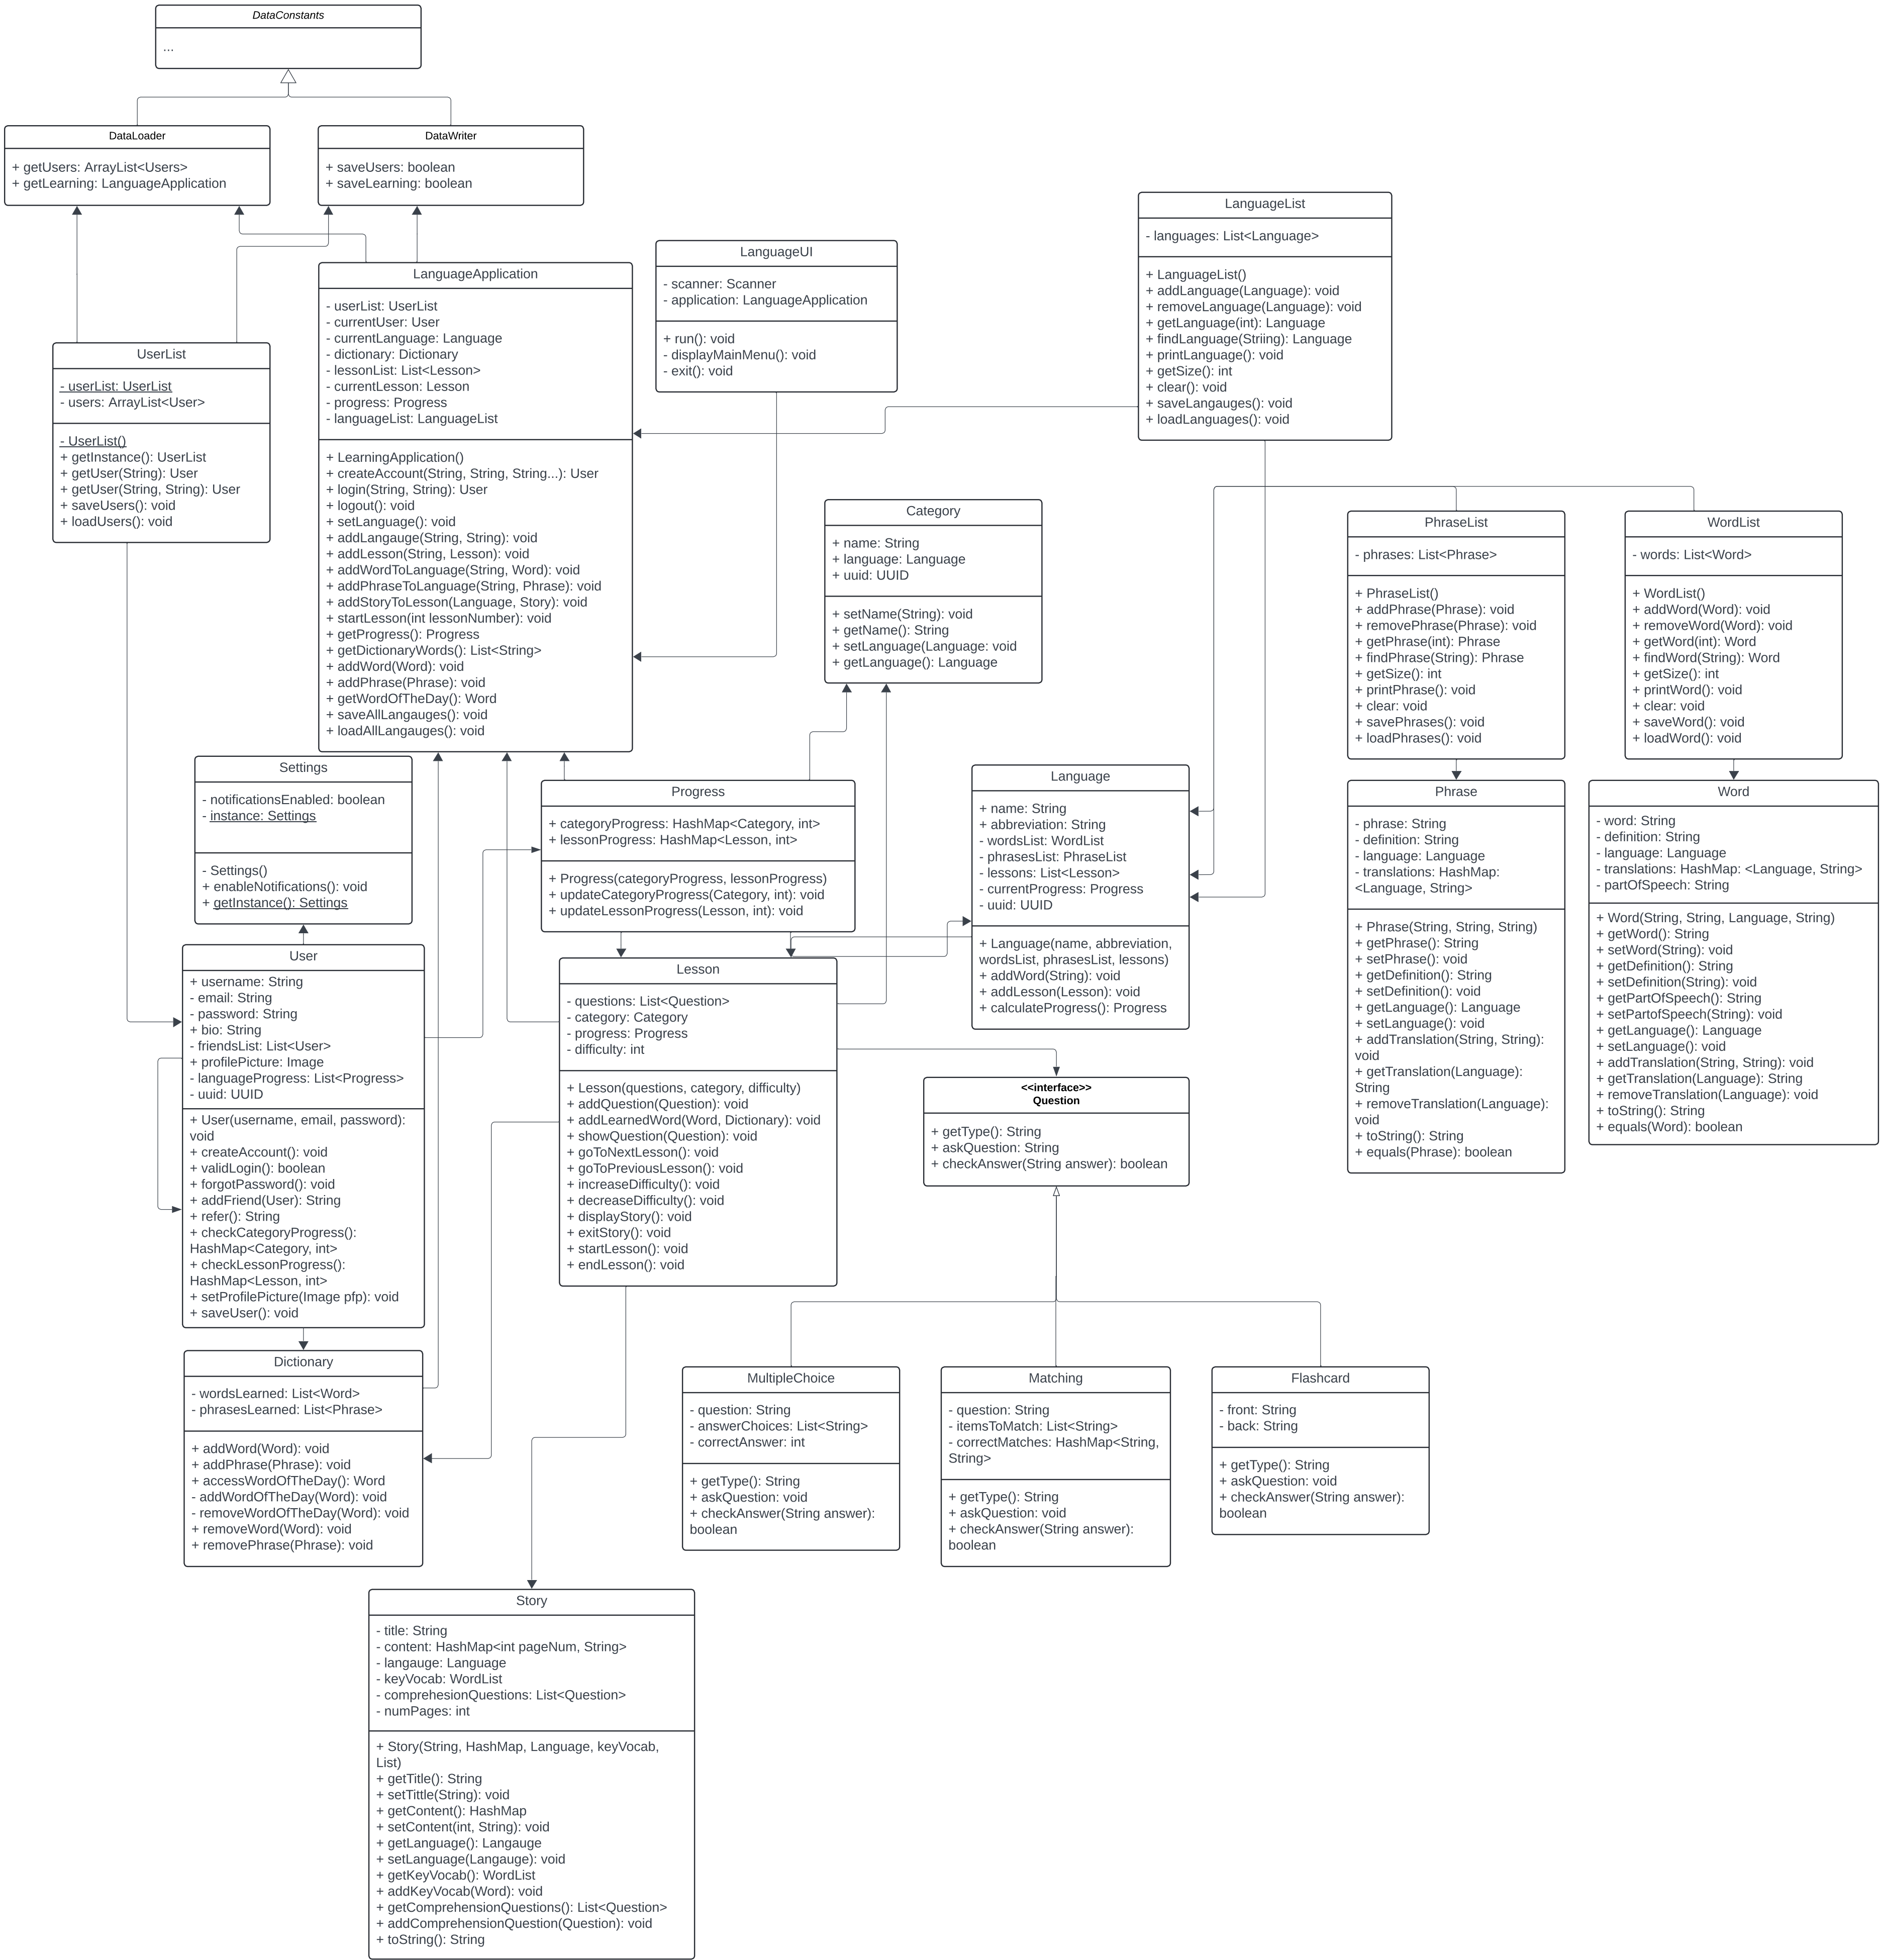 DataConstants
...
DataLoader
+ getUsers: ArrayList<Users>
+ getLearning: LanguageApplication
DataWriter
+ saveUsers: boolean
+ saveLearning: boolean
LanguageList
- languages: List<Language>
+ LanguageList()
+ addLanguage(Language): void
+ removeLanguage(Language): void
+ getLanguage(int): Language
+ findLanguage(Striing): Language
+ printLanguage(): void
+ getSize(): int
+ clear(): void
+ saveLangauges(): void
+ loadLanguages(): void
LanguageUI
- scanner: Scanner
- application: LanguageApplication
+ run(): void
- displayMainMenu(): void
- exit(): void
LanguageApplication
- userList: UserList
- currentUser: User
- currentLanguage: Language
- dictionary: Dictionary
- lessonList: List<Lesson>
- currentLesson: Lesson
- progress: Progress
- languageList: LanguageList
+ LearningApplication()
+ createAccount(String, String, String...): User
+ login(String, String): User
+ logout(): void
+ setLanguage(): void
+ addLangauge(String, String): void
+ addLesson(String, Lesson): void
+ addWordToLanguage(String, Word): void
+ addPhraseToLanguage(String, Phrase): void
+ addStoryToLesson(Language, Story): void
+ startLesson(int lessonNumber): void
+ getProgress(): Progress
+ getDictionaryWords(): List<String>
+ addWord(Word): void
+ addPhrase(Phrase): void
+ getWordOfTheDay(): Word
+ saveAllLangauges(): void
+ loadAllLangauges(): void
UserList
- userList: UserList
- users: ArrayList<User>
- UserList()
+ getInstance(): UserList
+ getUser(String): User
+ getUser(String, String): User
+ saveUsers(): void
+ loadUsers(): void
Category
+ name: String
+ language: Language
+ uuid: UUID
+ setName(String): void
+ getName(): String
+ setLanguage(Language: void
+ getLanguage(): Language
PhraseList
- phrases: List<Phrase>
+ PhraseList()
+ addPhrase(Phrase): void
+ removePhrase(Phrase): void
+ getPhrase(int): Phrase
+ findPhrase(String): Phrase
+ getSize(): int
+ printPhrase(): void
+ clear: void
+ savePhrases(): void
+ loadPhrases(): void
WordList
- words: List<Word>
+ WordList()
+ addWord(Word): void
+ removeWord(Word): void
+ getWord(int): Word
+ findWord(String): Word
+ getSize(): int
+ printWord(): void
+ clear: void
+ saveWord(): void
+ loadWord(): void
Settings
- notificationsEnabled: boolean
- instance: Settings
- Settings()
+ enableNotifications(): void
+ getInstance(): Settings
Progress
+ categoryProgress: HashMap<Category, int>
+ lessonProgress: HashMap<Lesson, int>
+ Progress(categoryProgress, lessonProgress)
+ updateCategoryProgress(Category, int): void
+ updateLessonProgress(Lesson, int): void
Language
+ name: String
+ abbreviation: String
- wordsList: WordList
- phrasesList: PhraseList
- lessons: List<Lesson>
- currentProgress: Progress
- uuid: UUID
+ Language(name, abbreviation,
wordsList, phrasesList, lessons)
+ addWord(String): void
+ addLesson(Lesson): void
+ calculateProgress(): Progress
Phrase
- phrase: String
- definition: String
- language: Language
- translations: HashMap:
<Language, String>
+ Phrase(String, String, String)
+ getPhrase(): String
+ setPhrase(): void
+ getDefinition(): String
+ setDefinition(): void
+ getLanguage(): Language
+ setLanguage(): void
+ addTranslation(String, String):
void
+ getTranslation(Language):
String
+ removeTranslation(Language):
void
+ toString(): String
+ equals(Phrase): boolean
Word
- word: String
- definition: String
- language: Language
- translations: HashMap: <Language, String>
- partOfSpeech: String
+ Word(String, String, Language, String)
+ getWord(): String
+ setWord(String): void
+ getDefinition(): String
+ setDefinition(String): void
+ getPartOfSpeech(): String
+ setPartofSpeech(String): void
+ getLanguage(): Language
+ setLanguage(): void
+ addTranslation(String, String): void
+ getTranslation(Language): String
+ removeTranslation(Language): void
+ toString(): String
+ equals(Word): boolean
User
+ username: String
- email: String
- password: String
+ bio: String
- friendsList: List<User>
+ profilePicture: Image
- languageProgress: List<Progress>
- uuid: UUID
+ User(username, email, password):
void
+ createAccount(): void
+ validLogin(): boolean
+ forgotPassword(): void
+ addFriend(User): String
+ refer(): String
+ checkCategoryProgress():
HashMap<Category, int>
+ checkLessonProgress():
HashMap<Lesson, int>
+ setProfilePicture(Image pfp): void
+ saveUser(): void
Lesson
- questions: List<Question>
- category: Category
- progress: Progress
- difficulty: int
+ Lesson(questions, category, difficulty)
+ addQuestion(Question): void
+ addLearnedWord(Word, Dictionary): void
+ showQuestion(Question): void
+ goToNextLesson(): void
+ goToPreviousLesson(): void
+ increaseDifficulty(): void
+ decreaseDifficulty(): void
+ displayStory(): void
+ exitStory(): void
+ startLesson(): void
+ endLesson(): void
<<interface>>
Question
+ getType(): String
+ askQuestion: String
+ checkAnswer(String answer): boolean
Dictionary
- wordsLearned: List<Word>
- phrasesLearned: List<Phrase>
+ addWord(Word): void
+ addPhrase(Phrase): void
+ accessWordOfTheDay(): Word
- addWordOfTheDay(Word): void
- removeWordOfTheDay(Word): void
+ removeWord(Word): void
+ removePhrase(Phrase): void
MultipleChoice
- question: String
- answerChoices: List<String>
- correctAnswer: int
+ getType(): String
+ askQuestion: void
+ checkAnswer(String answer):
boolean
Matching
- question: String
- itemsToMatch: List<String>
- correctMatches: HashMap<String,
String>
+ getType(): String
+ askQuestion: void
+ checkAnswer(String answer):
boolean
Flashcard
- front: String
- back: String
+ getType(): String
+ askQuestion: void
+ checkAnswer(String answer):
boolean
Story
- title: String
- content: HashMap<int pageNum, String>
- langauge: Language
- keyVocab: WordList
- comprehesionQuestions: List<Question>
- numPages: int
+ Story(String, HashMap, Language, keyVocab,
List)
+ getTitle(): String
+ setTittle(String): void
+ getContent(): HashMap
+ setContent(int, String): void
+ getLanguage(): Langauge
+ setLanguage(Langauge): void
+ getKeyVocab(): WordList
+ addKeyVocab(Word): void
+ getComprehensionQuestions(): List<Question>
+ addComprehensionQuestion(Question): void
+ toString(): String